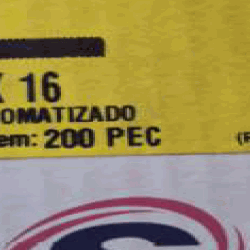 X 16
OMATIZADO
em: 200 PEC